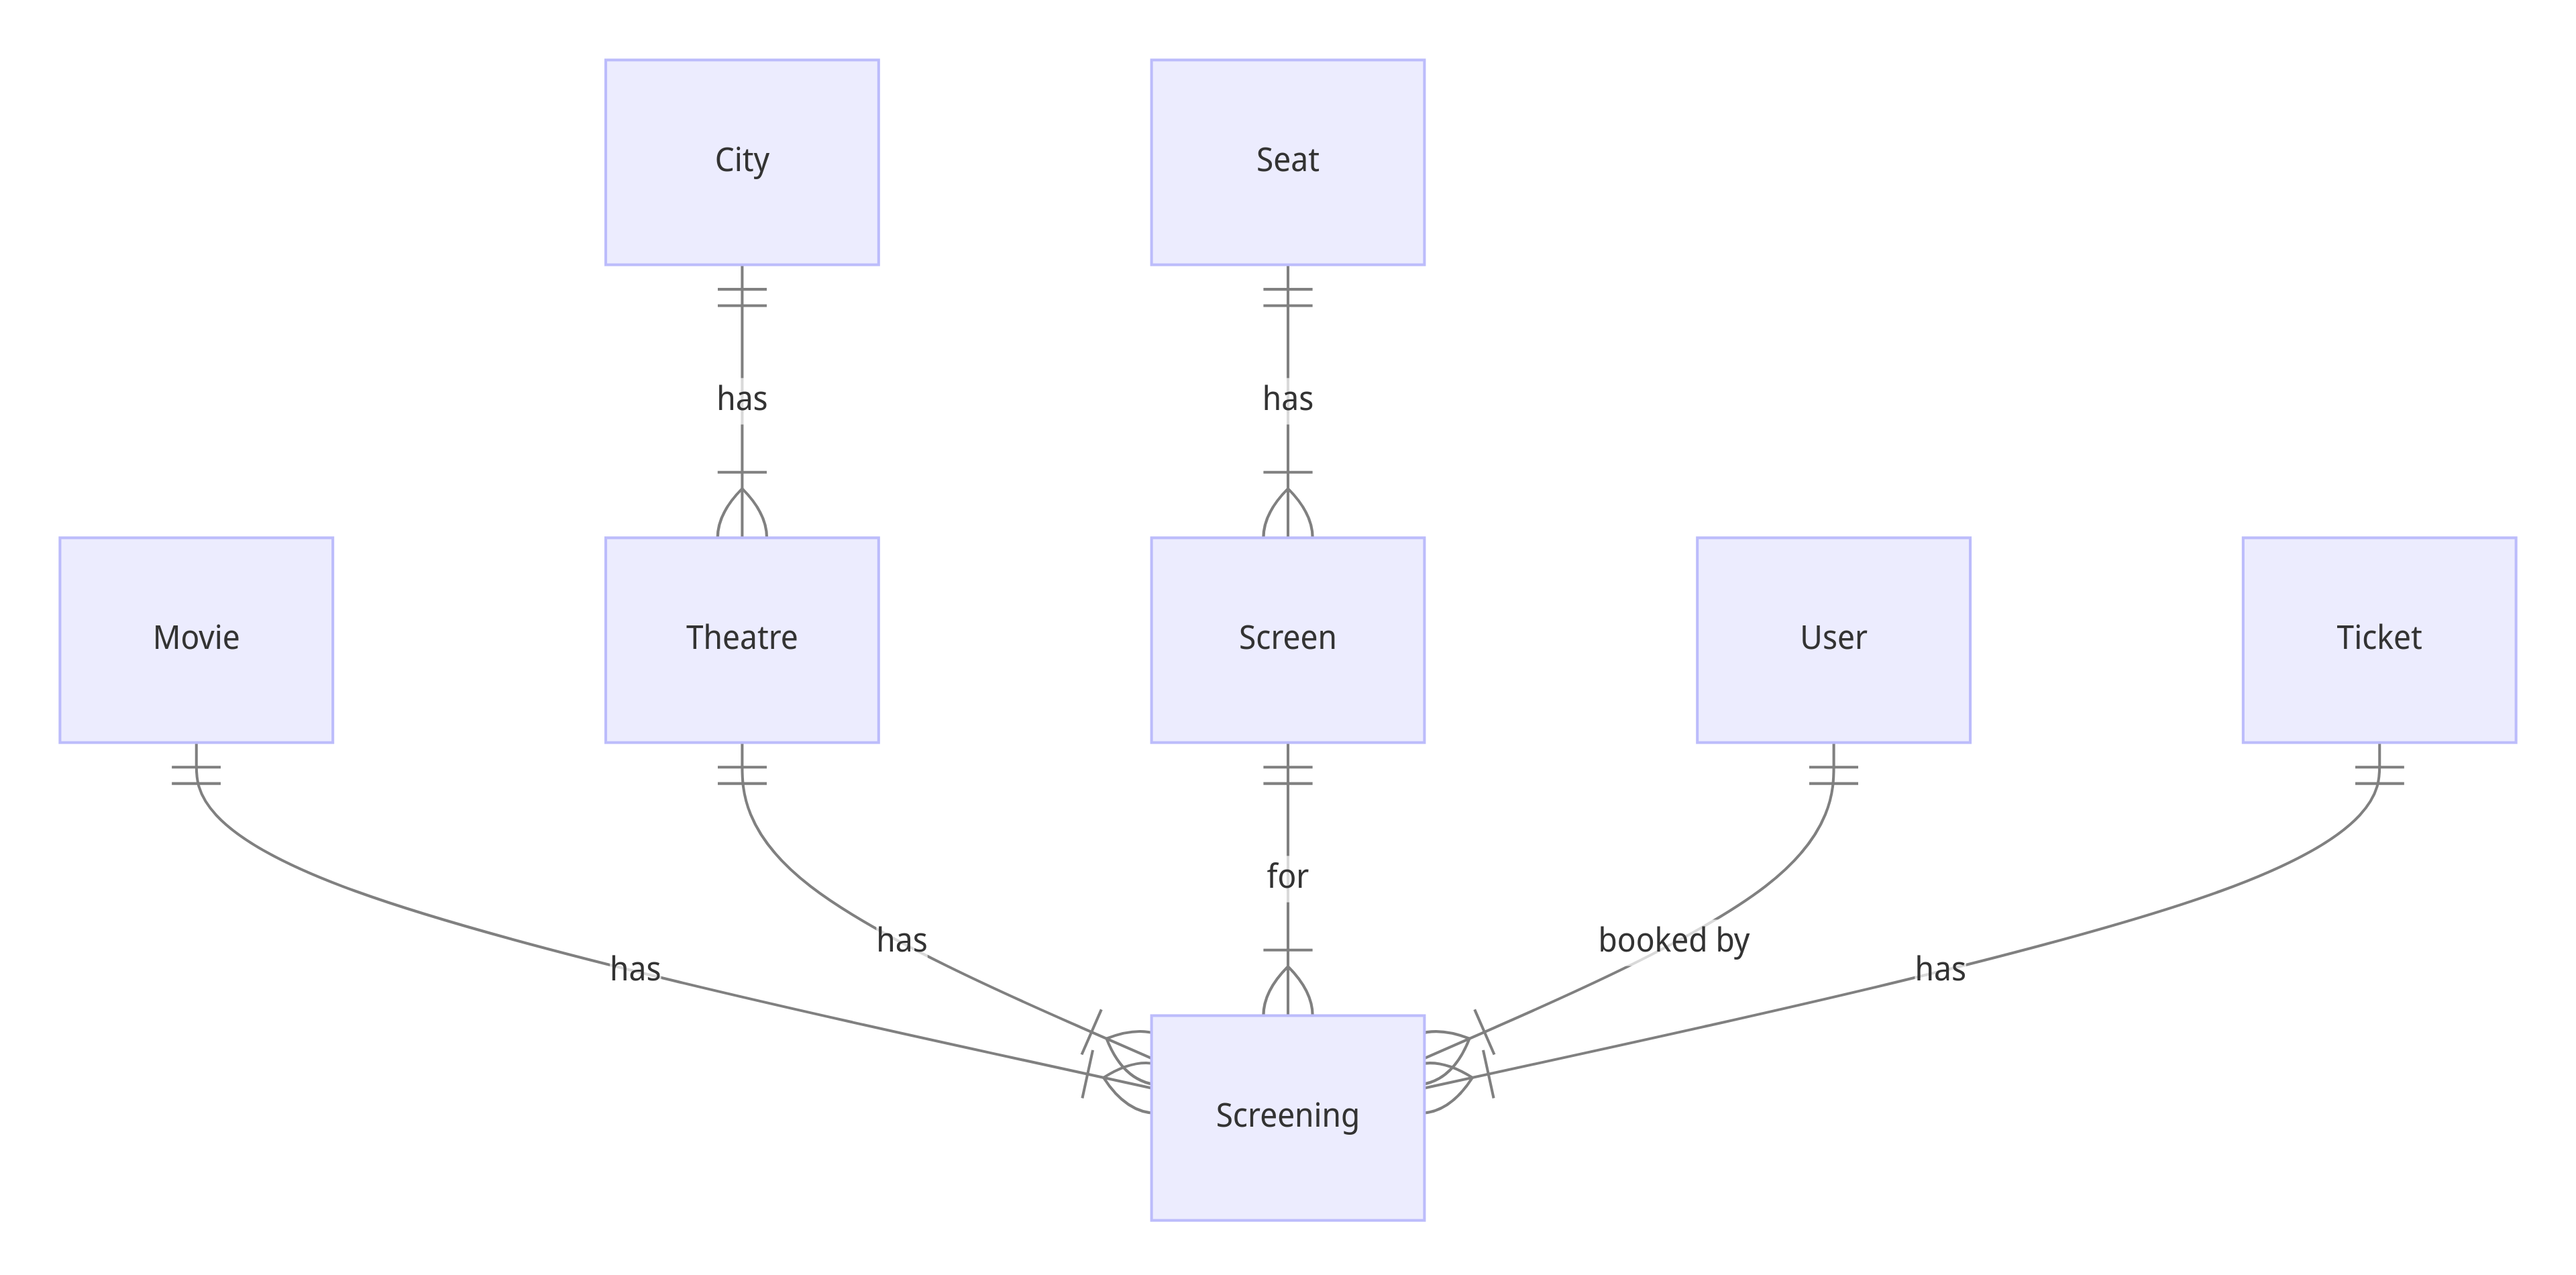 City
Seat
has
has
Movie
Theatre
Screen
User
Ticket
for
has
booked by
has
has
Screening